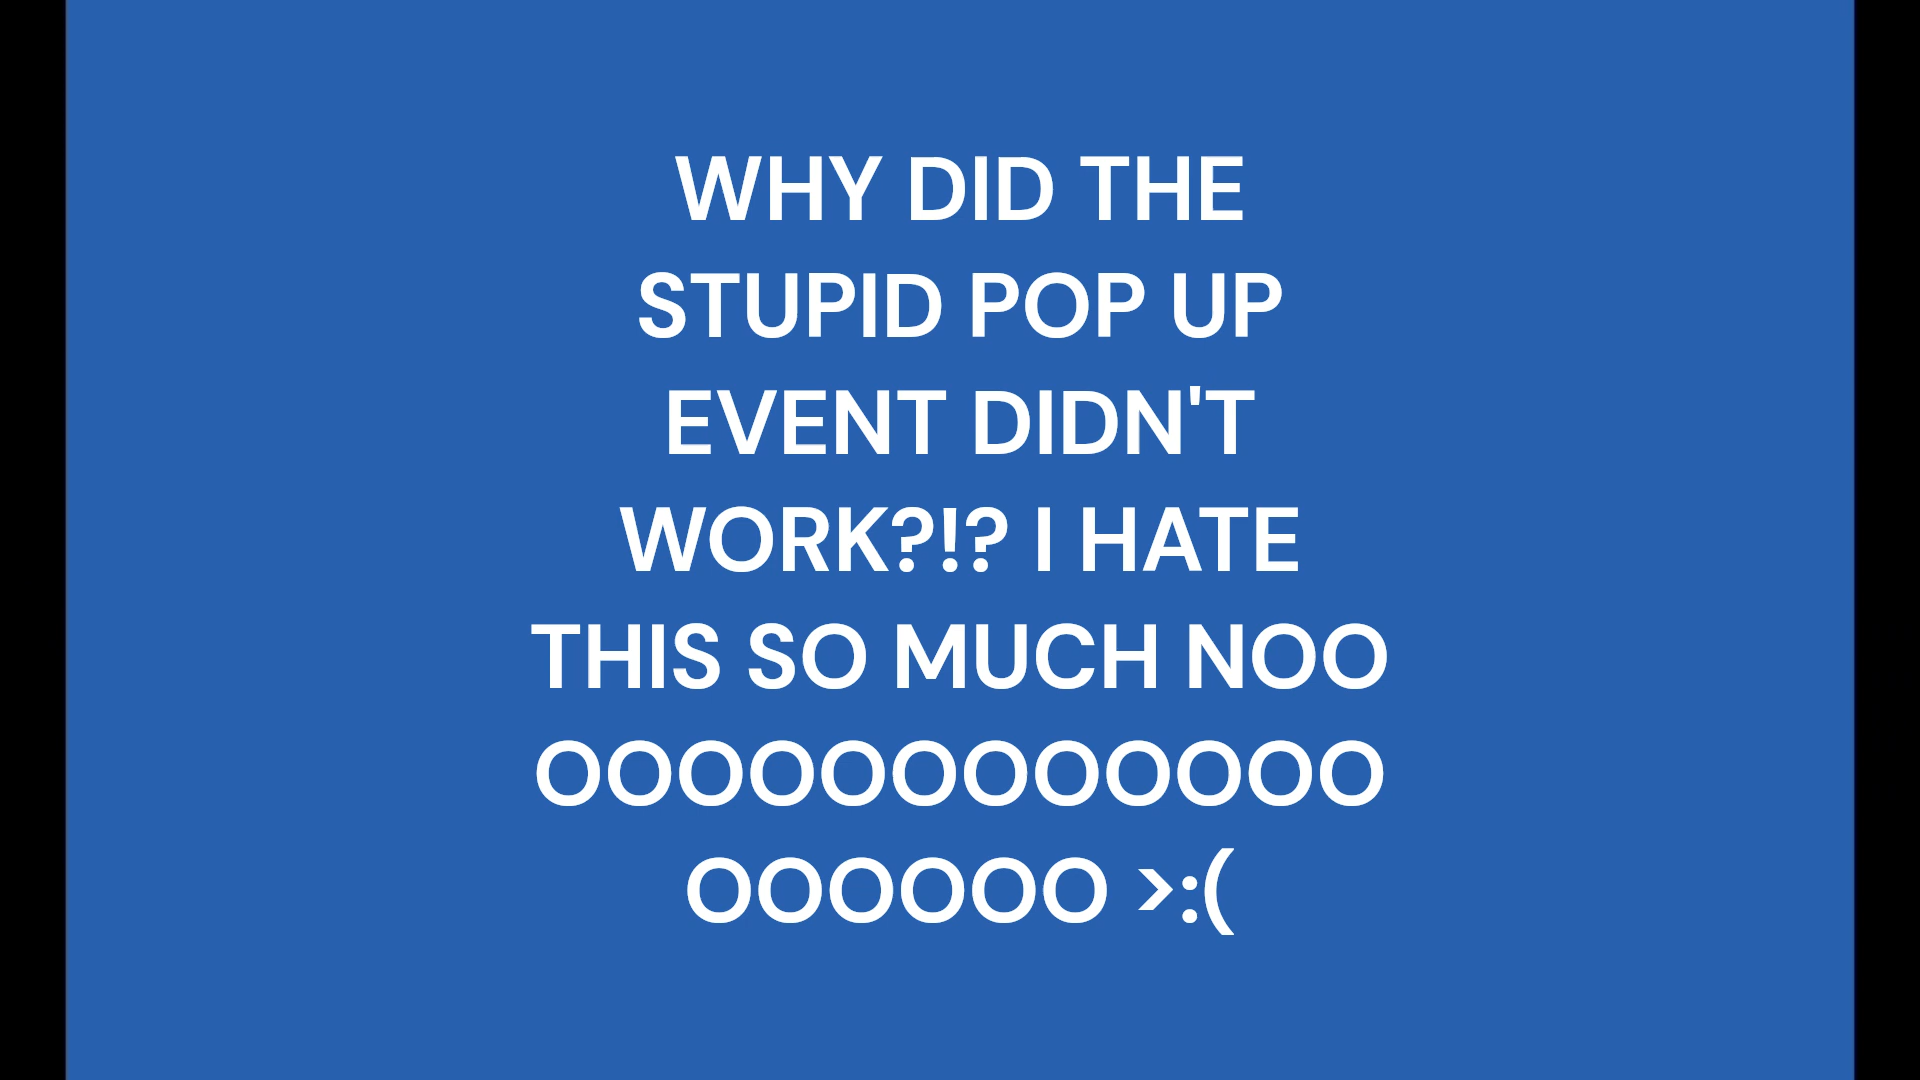 WHY DID THE
STUPID POP UP
EVENT DIDN'T
WORK?!? I HATE
THIS SO MUCH NOO
OOOOOOOOOOOO
OOOOOO >:(